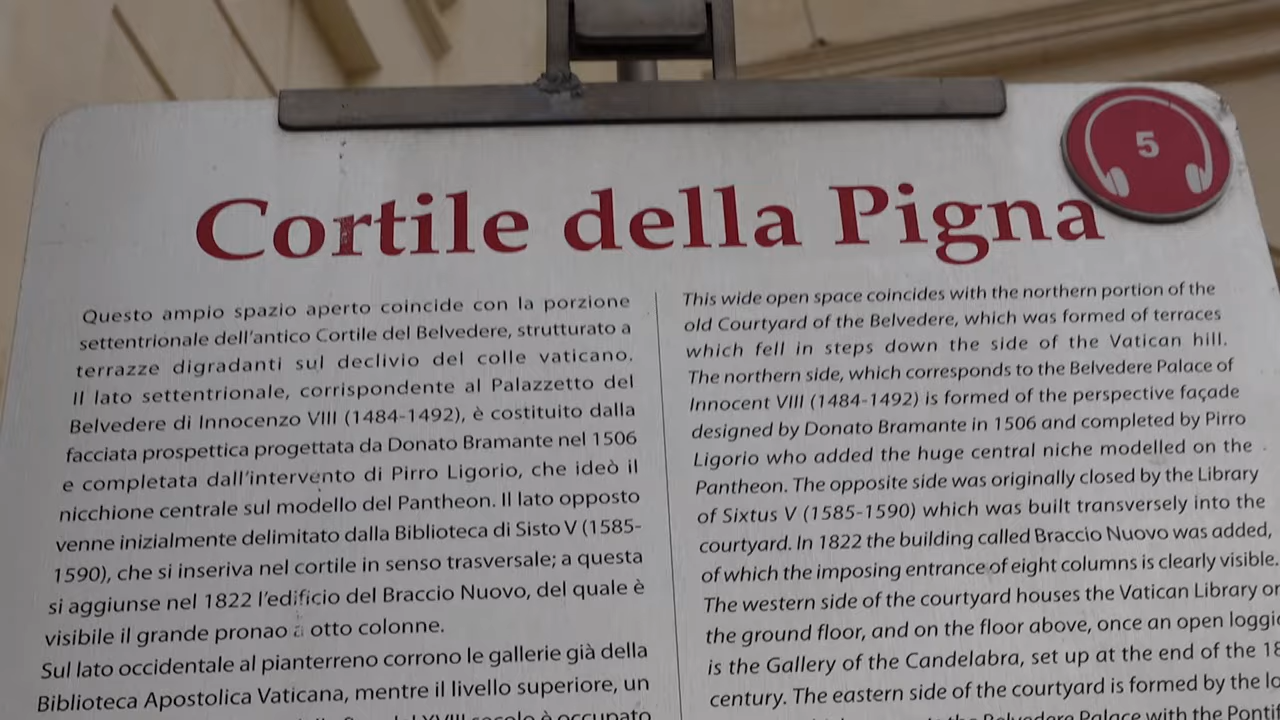 5
Cortile della Pigna
Questo ampio spazio aperto coincide con la porzione
settentrionale dell'antico Cortile del Belvedere, strutturato a
terrazze digradanti sul declivio del colle vaticano.
Il lato settentrionale, corrispondente al Palazzetto del
Belvedere di Innocenzo VIII (1484-1492), è costituito dalla
facciata prospettica progettata da Donato Bramante nel 1506
e completata dall'intervento di Pirro Ligorio, che ideò il
nicchione centrale sul modello del Pantheon. Il lato opposto
venne inizialmente delimitato dalla Biblioteca di Sisto V (1585-
1590), che si inseriva nel cortile in senso trasversale; a questa
si aggiunse nel 1822 l'edificio del Braccio Nuovo, del quale è
visibile il grande pronao a otto colonne.
Sul lato occidentale al pianterreno corrono le gallerie già della
Biblioteca Apostolica Vaticana, mentre il livello superiore, un
XVIII secolo è occupato
This wide open space coincides with the northern portion of the
old Courtyard of the Belvedere, which was formed of terraces
which fell in steps down the side of the Vatican hill.
The northern side, which corresponds to the Belvedere Palace of
Innocent VIII (1484-1492) is formed of the perspective façade
designed by Donato Bramante in 1506 and completed by Pirro
Ligorio who added the huge central niche modelled on the
Pantheon. The opposite side was originally closed by the Library
of Sixtus V (1585-1590) which was built transversely into the
courtyard. In 1822 the building called Braccio Nuovo was added,
of which the imposing entrance of eight columns is clearly visible.
The western side of the courtyard houses the Vatican Library on
the ground floor, and on the floor above, once an open loggi
is the Gallery of the Candelabra, set up at the end of the 18
century. The eastern side of the courtyard is formed by the lo
Belvedere Palace with the Pontif